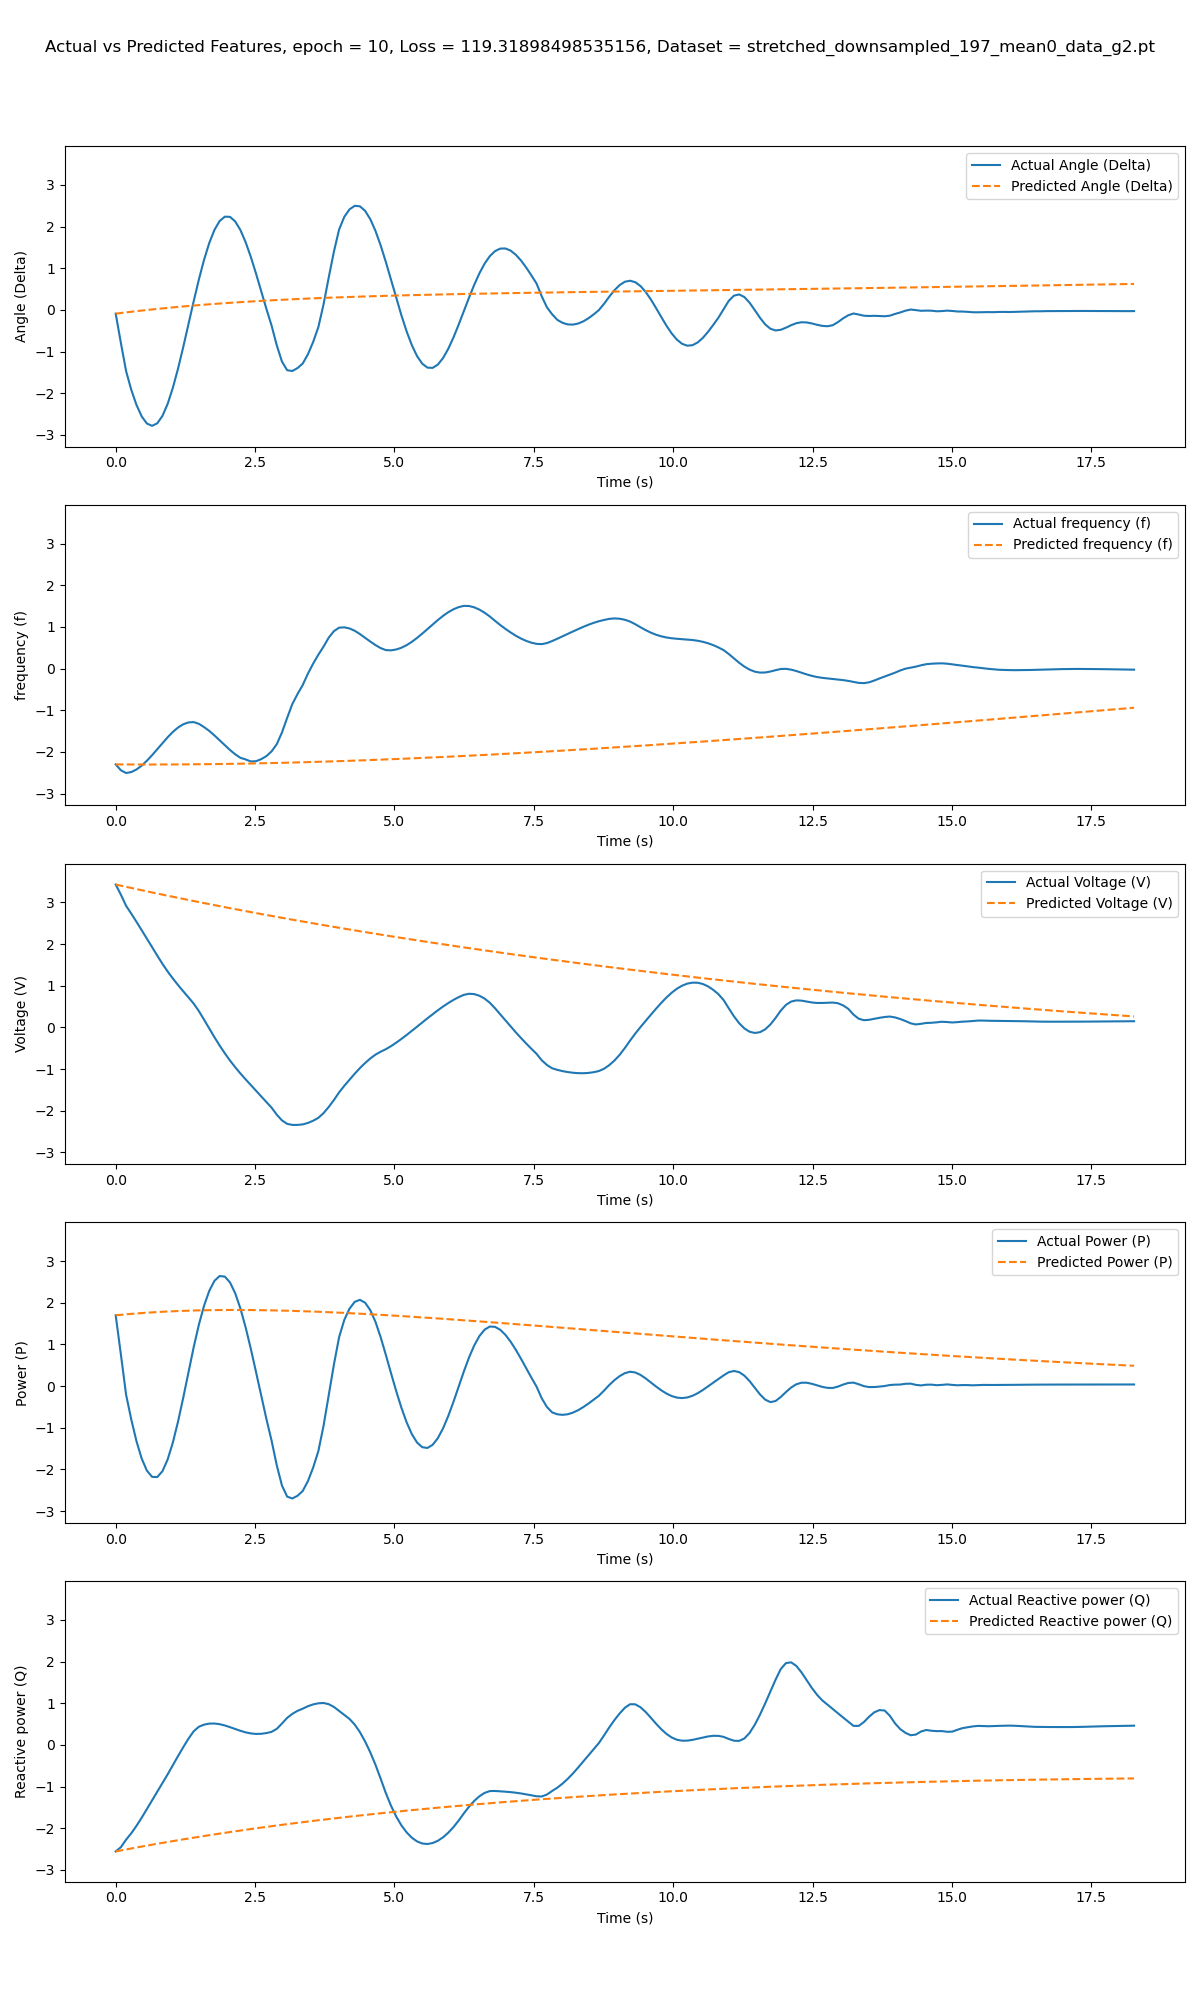 Actual vs Predicted Features, epoch = 10, Loss = 119.31898498535156, Dataset = stretched_downsampled_197_mean0_data_g2.pt
Actual Angle (Delta)
Predicted Angle (Delta)
Angle (Delta)
3
2
1
0
−1
−2
−3
0.0 2.5 5.0 7.5 10.0 12.5 15.0 17.5
Time (s)
Actual frequency (f)
Predicted frequency (f)
frequency (f)
3
2
1
0
−1
−2
−3
0.0 2.5 5.0 7.5 10.0 12.5 15.0 17.5
Time (s)
Actual Voltage (V)
Predicted Voltage (V)
Voltage (V)
3
2
1
0
−1
−2
−3
0.0 2.5 5.0 7.5 10.0 12.5 15.0 17.5
Time (s)
Actual Power (P)
Predicted Power (P)
Power (P)
3
2
1
0
−1
−2
−3
0.0 2.5 5.0 7.5 10.0 12.5 15.0 17.5
Time (s)
Actual Reactive power (Q)
Predicted Reactive power (Q)
Reactive power (Q)
3
2
1
0
−1
−2
−3
0.0 2.5 5.0 7.5 10.0 12.5 15.0 17.5
Time (s)